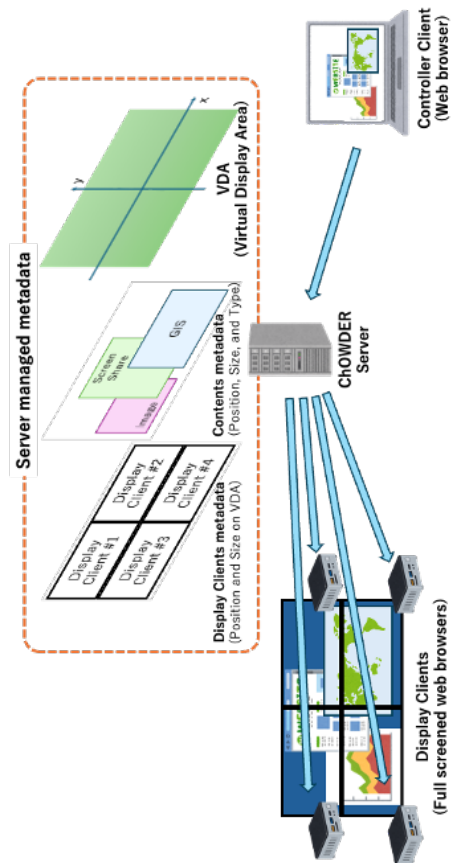 Server managed metadata
Display
Client #1
Display
Client #2
Display
Client #3
Display
Client #4
Display Clients metadata
(Position and Size on VDA)
Image
Screen
Share
GIS
Contents metadata
(Position, Size, and Type)
y
x
VDA
(Virtual Display Area)
ChOWDER
Server
WEBSITE
Display Clients
(Full screened web browsers)
WEBSITE
Controller Client
(Web browser)